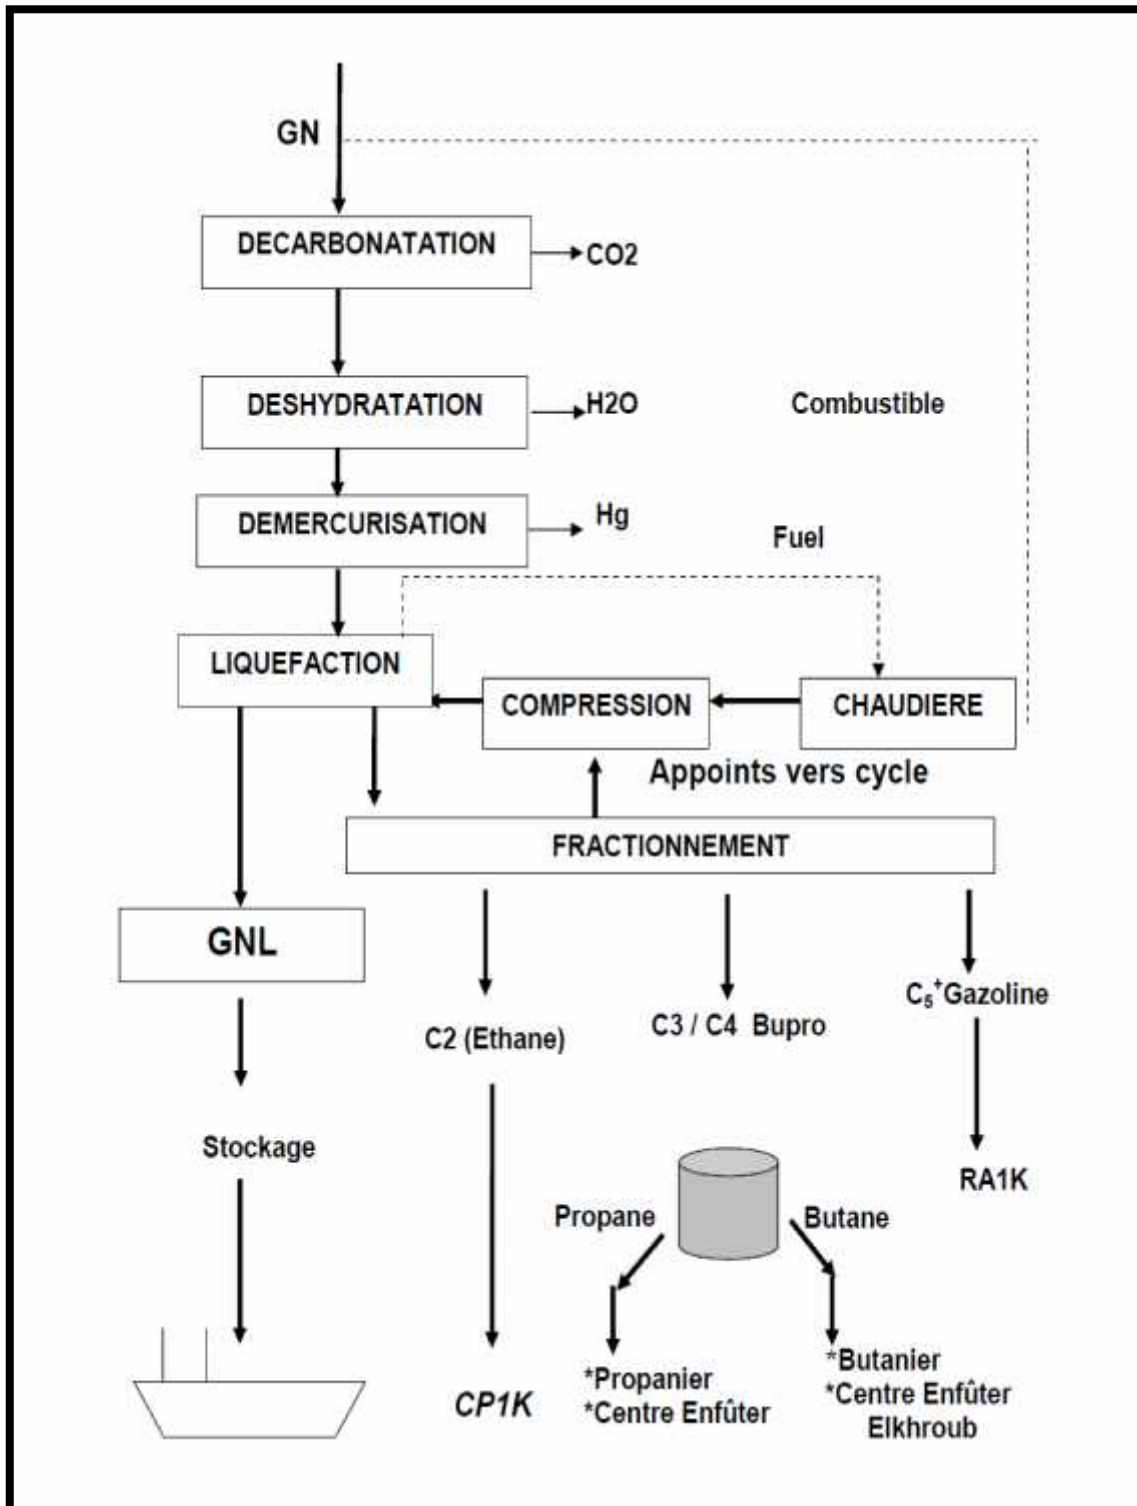 GN
DECARBONATATION
CO2
DESHYDRATATION
H2O
Combustible
DEMERCURISATION
Hg
Fuel
LIQUEFACTION
COMPRESSION
CHAUDIERE
Appoints vers cycle
FRACTIONNEMENT
GNL
C5+Gazoline
C2 (Ethane)
C3 / C4 Bupro
Stockage
RA1K
Propane
Butane
*Propanier
*Centre Enfûter
*Butanier
*Centre Enfûter
Elkhroub
CP1K